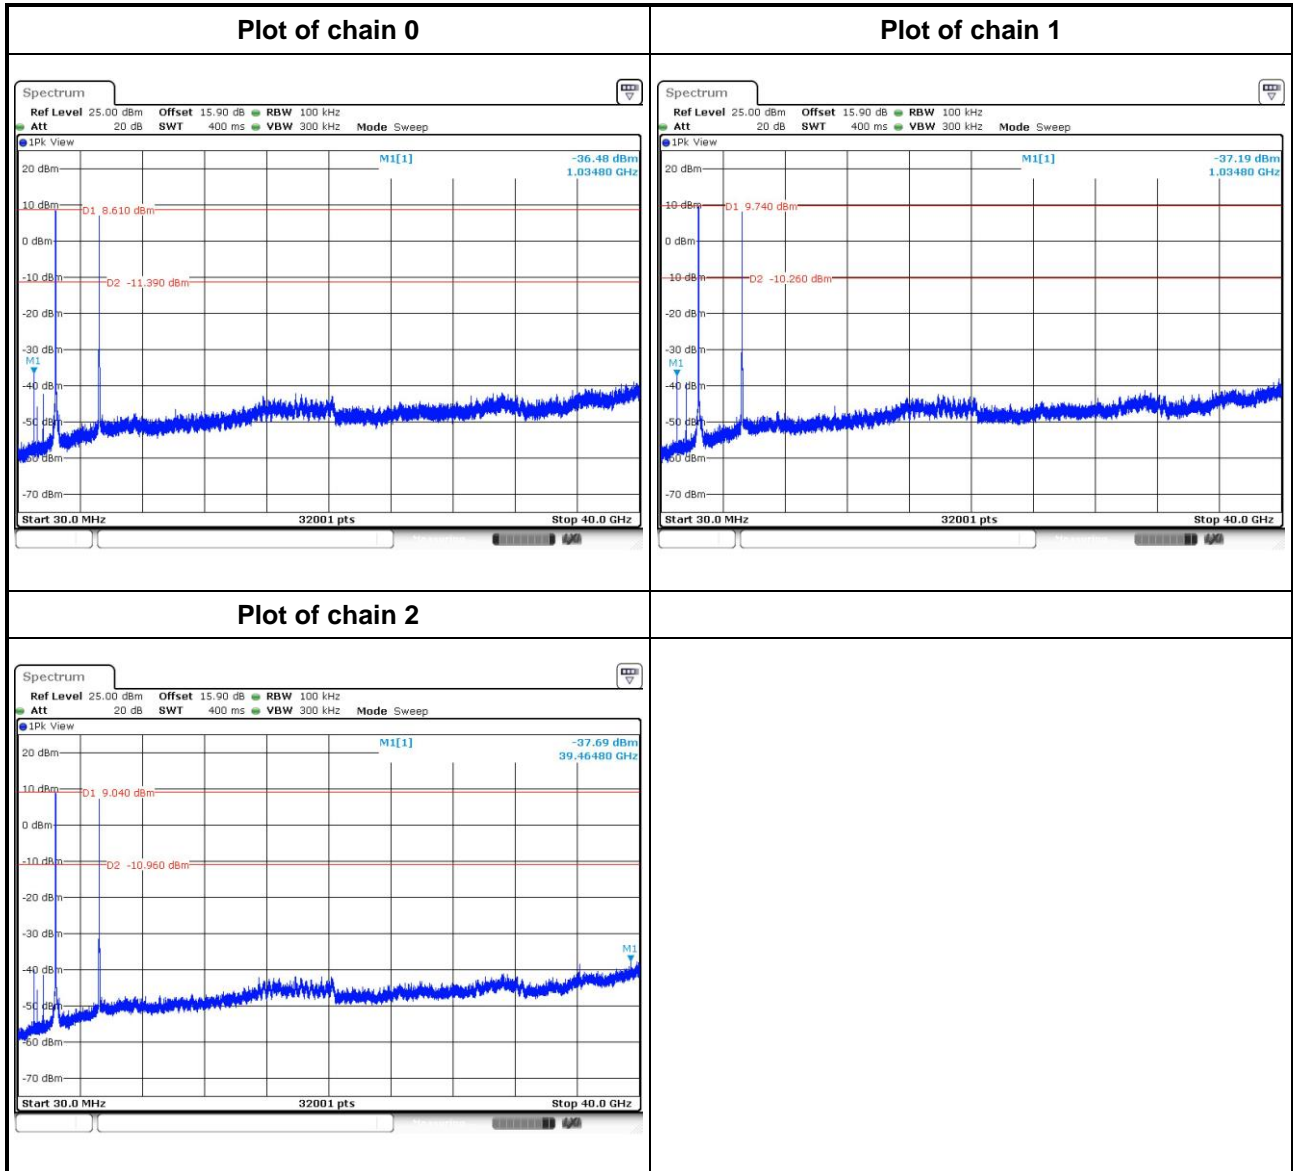 Plot of chain 0
Plot of chain 1
Spectrum
Ref Level 25.00 dBm Offset 15.90 dB RBW 100 kHz
Att 20 dB SWT 400 ms VBW 300 kHz Mode Sweep
1Pk View
M1[1] -36.48 dBm
1.03480 GHz
20 dBm
10 dBm
D1 8.610 dBm
0 dBm
-10 dBm
D2 -11.390 dBm
-20 dBm
-30 dBm
M1
-40 dBm
-50 dBm
-60 dBm
-70 dBm
Start 30.0 MHz 32001 pts Stop 40.0 GHz
Spectrum
Ref Level 25.00 dBm Offset 15.90 dB RBW 100 kHz
Att 20 dB SWT 400 ms VBW 300 kHz Mode Sweep
1Pk View
M1[1] -37.19 dBm
1.03480 GHz
20 dBm
10 dBm
D1 9.740 dBm
0 dBm
-10 dBm
D2 -10.260 dBm
-20 dBm
-30 dBm
M1
-40 dBm
-50 dBm
-60 dBm
-70 dBm
Start 30.0 MHz 32001 pts Stop 40.0 GHz
Plot of chain 2
Spectrum
Ref Level 25.00 dBm Offset 15.90 dB RBW 100 kHz
Att 20 dB SWT 400 ms VBW 300 kHz Mode Sweep
1Pk View
M1[1] -37.69 dBm
39.46480 GHz
20 dBm
10 dBm
D1 9.040 dBm
0 dBm
-10 dBm
D2 -10.960 dBm
-20 dBm
-30 dBm
M1
-40 dBm
-50 dBm
-60 dBm
-70 dBm
Start 30.0 MHz 32001 pts Stop 40.0 GHz